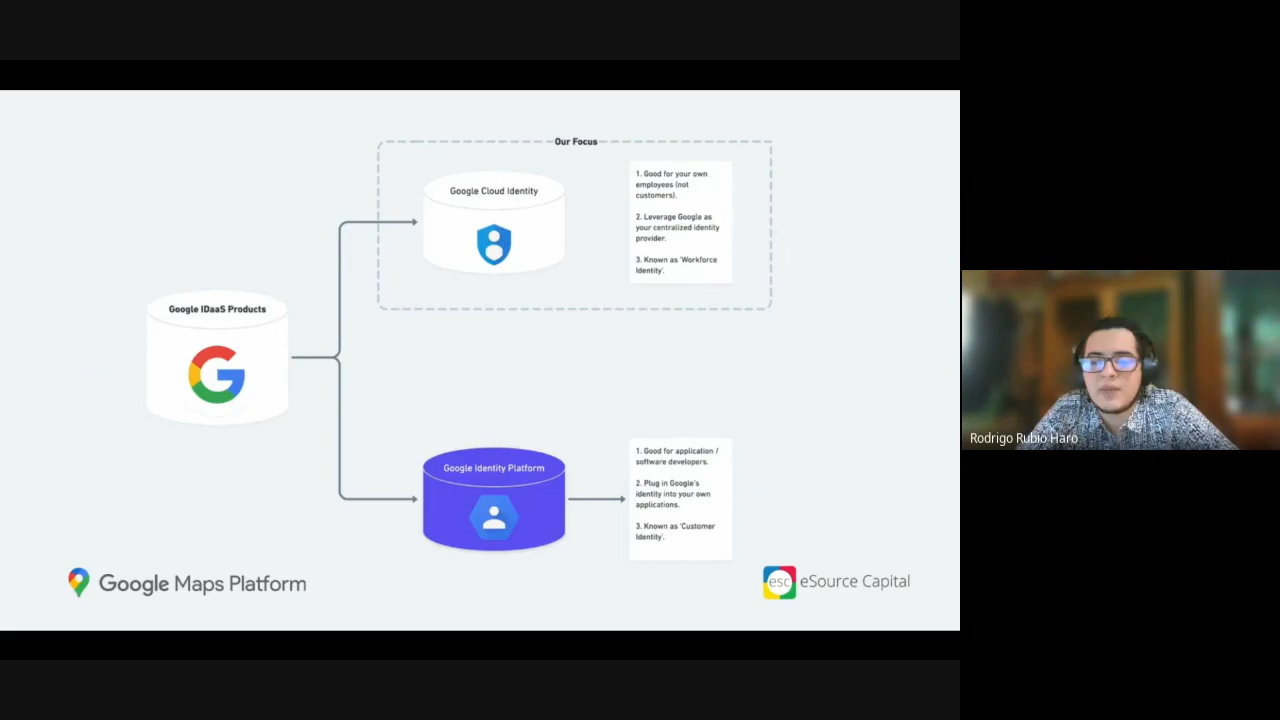 Our Focus
Google Cloud Identity
1. Good for your own
employees (not
customers).
2. Leverage Google as
your centralized identity
provider.
3. Known as 'Workforce
Identity'.
Google IDaaS Products
Google Identity Platform
1. Good for application /
software developers.
2. Plug in Google's
identity into your own
applications.
3. Known as 'Customer
Identity'.
Google Maps Platform
esc eSource Capital
Rodrigo Rubio Haro